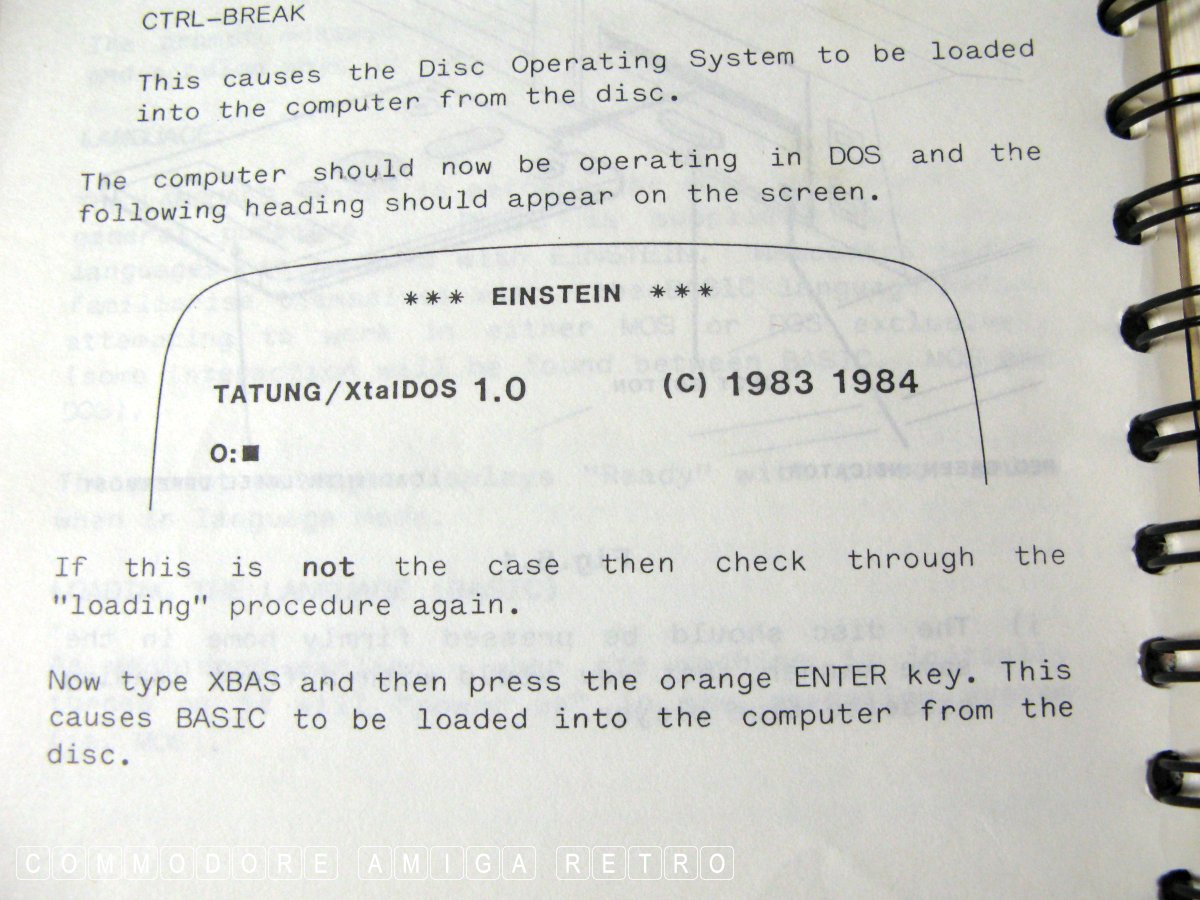 CTRL-BREAK
This causes the Disc Operating System to be loaded
into the computer from the disc.
The computer should now be operating in DOS and the
following heading should appear on the screen.
*** EINSTEIN ***
TATUNG/XtalDOS 1.0 (C) 1983 1984
0:■
If this is not the case then check through the
"loading" procedure again.
Now type XBAS and then press the orange ENTER key. This
causes BASIC to be loaded into the computer from the
disc.
COMMODORE AMIGA RETRO